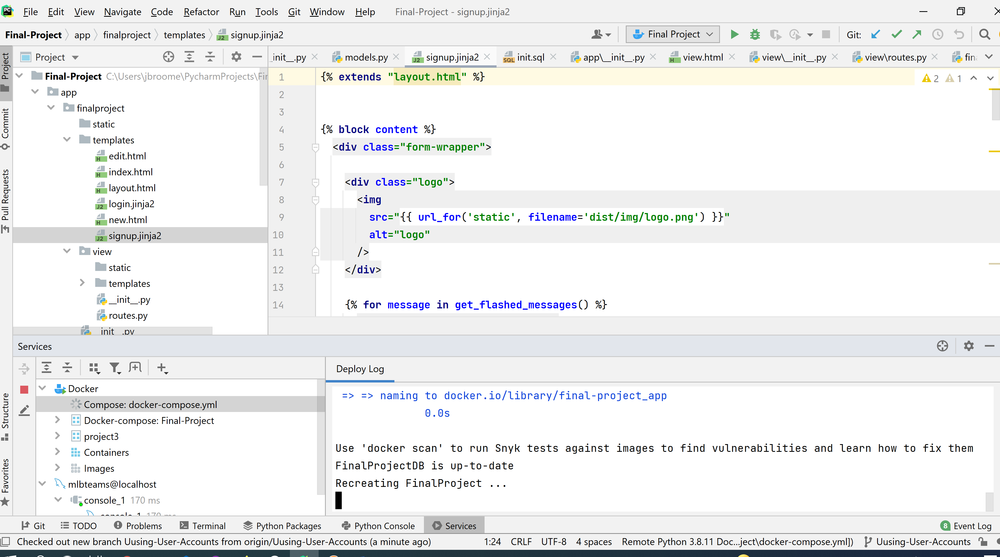 File Edit View Navigate Code Refactor Run Tools Git Window Help Final-Project - signup.jinja2
Final-Project app finalproject templates signup.jinja2 Final Project Git:
Project
_init__.py models.py signup.jinja2 init.sql app\__init__.py view.html view\__init__.py view\routes.py
Final-Project C:\Users\jbroome\PycharmProjects\Fin
app
finalproject
static
templates
edit.html
index.html
layout.html
login.jinja2
new.html
signup.jinja2
view
static
templates
__init__.py
routes.py
__init__.py
Project
Commit
Pull Requests
Structure
Favorites
2 1
1 {% extends "layout.html" %}
2
3
4 {% block content %}
5 <div class="form-wrapper">
6
7 <div class="logo">
8 <img
9 src="{{ url_for('static', filename='dist/img/logo.png') }}"
10 alt="logo"
11 />
12 </div>
13
14 {% for message in get_flashed_messages() %}
Services
Docker
Compose: docker-compose.yml
Docker-compose: Final-Project
project3
Containers
Images
mlbteams@localhost
console_1 170 ms
console_1 170 ms
Deploy Log
=> => naming to docker.io/library/final-project_app
0.0s
Use 'docker scan' to run Snyk tests against images to find vulnerabilities and learn how to fix them
FinalProjectDB is up-to-date
Recreating FinalProject ...
Git TODO Problems Terminal Python Packages Python Console Services 8 Event Log
Checked out new branch Uusing-User-Accounts from origin/Uusing-User-Accounts (a minute ago) 1:24 CRLF UTF-8 4 spaces Remote Python 3.8.11 Doc...ject\docker-compose.yml]) Uusing-User-Accounts